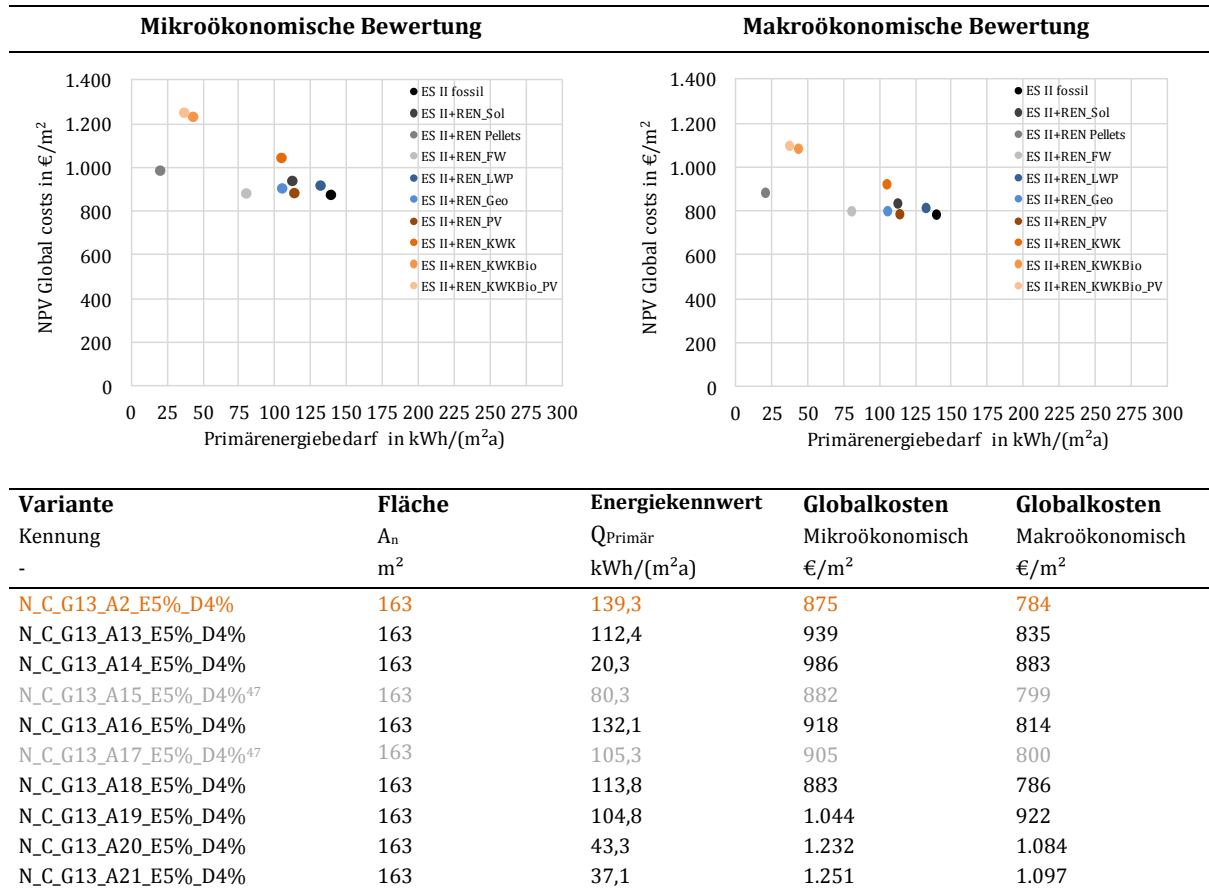 Mikroökonomische Bewertung
Makroökonomische Bewertung
NPV Global costs in €/m²
1.400
1.200
1.000
800
600
400
200
0
0 25 50 75 100 125 150 175 200 225 250 275 300
Primärenergiebedarf in kWh/(m²a)
ES II fossil
ES II+REN_Sol
ES II+REN Pellets
ES II+REN_FW
ES II+REN_LWP
ES II+REN_Geo
ES II+REN_PV
ES II+REN_KWK
ES II+REN_KWKBio
ES II+REN_KWKBio_PV
NPV Global costs in €/m²
1.400
1.200
1.000
800
600
400
200
0
0 25 50 75 100 125 150 175 200 225 250 275 300
Primärenergiebedarf in kWh/(m²a)
ES II fossil
ES II+REN_Sol
ES II+REN Pellets
ES II+REN_FW
ES II+REN_LWP
ES II+REN_Geo
ES II+REN_PV
ES II+REN_KWK
ES II+REN_KWKBio
ES II+REN_KWKBio_PV
Variante Fläche Energiekennwert Globalkosten Globalkosten
Kennung Aₙ Q_Primär Mikroökonomisch Makroökonomisch
- m² kWh/(m²a) €/m² €/m²
N_C_G13_A2_E5%_D4% 163 139,3 875 784
N_C_G13_A13_E5%_D4% 163 112,4 939 835
N_C_G13_A14_E5%_D4% 163 20,3 986 883
N_C_G13_A15_E5%_D4%⁴⁷ 163 80,3 882 799
N_C_G13_A16_E5%_D4% 163 132,1 918 814
N_C_G13_A17_E5%_D4%⁴⁷ 163 105,3 905 800
N_C_G13_A18_E5%_D4% 163 113,8 883 786
N_C_G13_A19_E5%_D4% 163 104,8 1.044 922
N_C_G13_A20_E5%_D4% 163 43,3 1.232 1.084
N_C_G13_A21_E5%_D4% 163 37,1 1.251 1.097